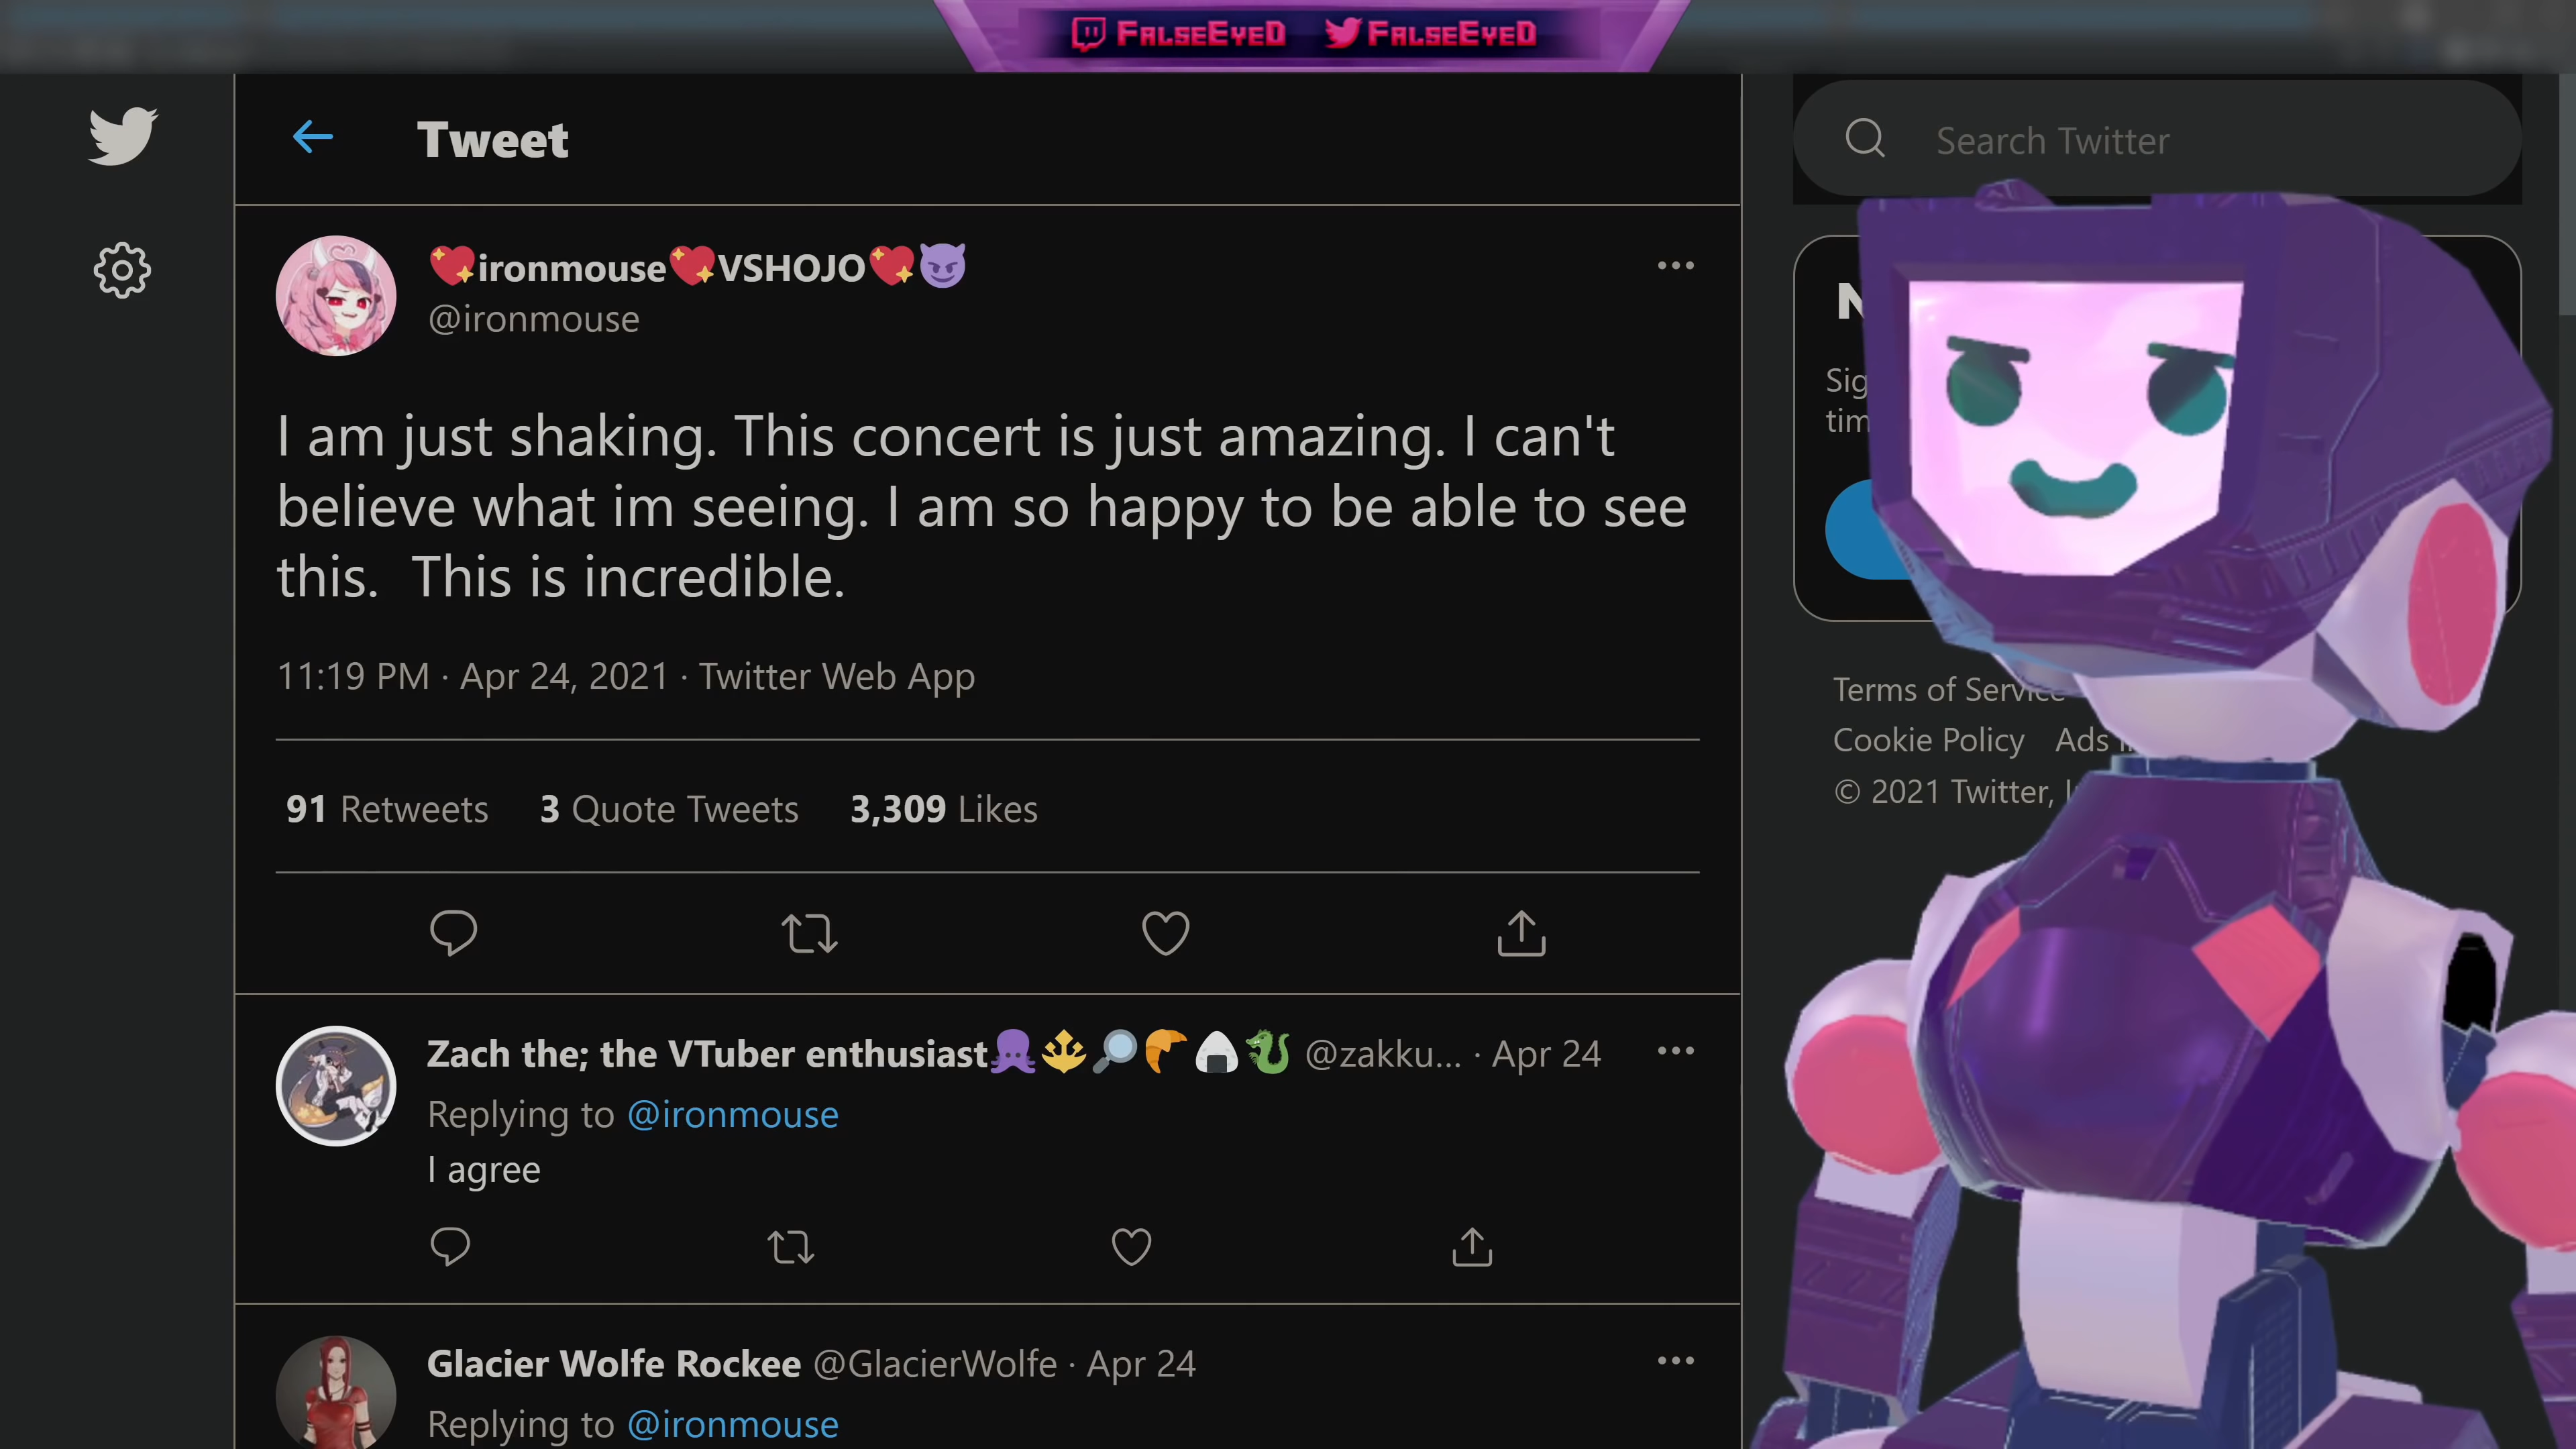 FalseEyeD FalseEyeD
Tweet
Search Twitter
💖ironmouse💖VSHOJO💖😈
@ironmouse
I am just shaking. This concert is just amazing. I can't
believe what im seeing. I am so happy to be able to see
this.  This is incredible.
11:19 PM · Apr 24, 2021 · Twitter Web App
91 Retweets 3 Quote Tweets 3,309 Likes
Zach the; the VTuber enthusiast🐙🔱🔎🥐🍙🐉 @zakku... · Apr 24
Replying to @ironmouse
I agree
Glacier Wolfe Rockee @GlacierWolfe · Apr 24
Replying to @ironmouse
Terms of Service
Cookie Policy Ads
© 2021 Twitter,